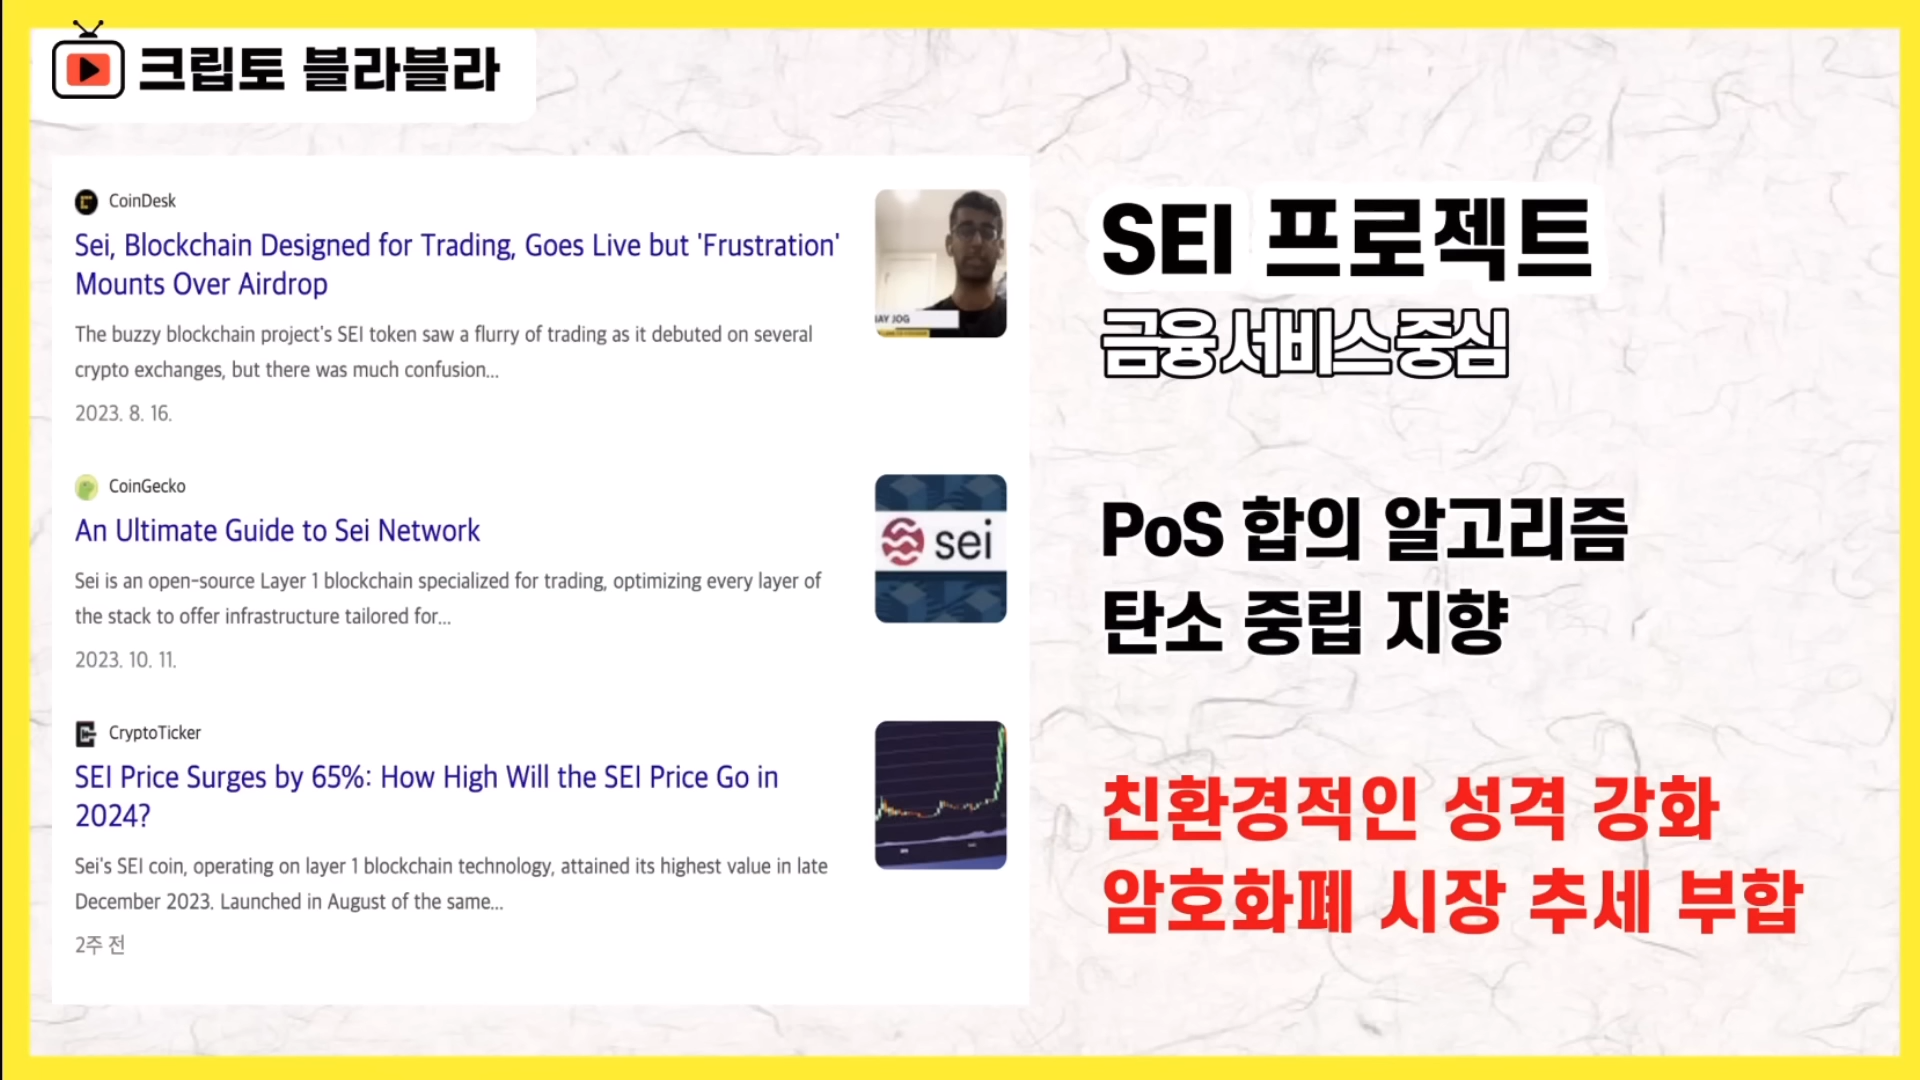 크립토 블라블라
CoinDesk
Sei, Blockchain Designed for Trading, Goes Live but 'Frustration'
Mounts Over Airdrop
The buzzy blockchain project's SEI token saw a flurry of trading as it debuted on several
crypto exchanges, but there was much confusion...
2023. 8. 16.
JAY JOG
CoinGecko
An Ultimate Guide to Sei Network
Sei is an open-source Layer 1 blockchain specialized for trading, optimizing every layer of
the stack to offer infrastructure tailored for...
2023. 10. 11.
sei
CryptoTicker
SEI Price Surges by 65%: How High Will the SEI Price Go in
2024?
Sei's SEI coin, operating on layer 1 blockchain technology, attained its highest value in late
December 2023. Launched in August of the same...
2주 전
SEI 프로젝트
금융 서비스 중심
PoS 합의 알고리즘
탄소 중립 지향
친환경적인 성격 강화
암호화폐 시장 추세 부합